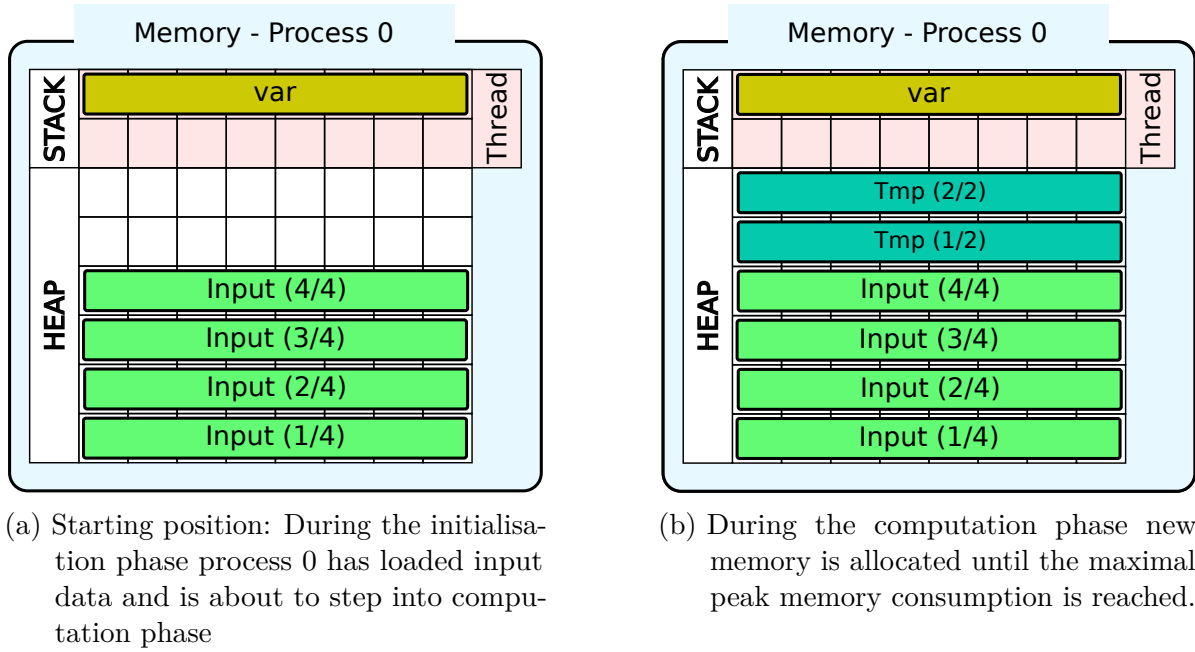 Memory - Process 0
STACK
var
Thread
HEAP
Input (4/4)
Input (3/4)
Input (2/4)
Input (1/4)
(a) Starting position: During the initialisa-
tion phase process 0 has loaded input
data and is about to step into compu-
tation phase
Memory - Process 0
STACK
var
Thread
HEAP
Tmp (2/2)
Tmp (1/2)
Input (4/4)
Input (3/4)
Input (2/4)
Input (1/4)
(b) During the computation phase new
memory is allocated until the maximal
peak memory consumption is reached.